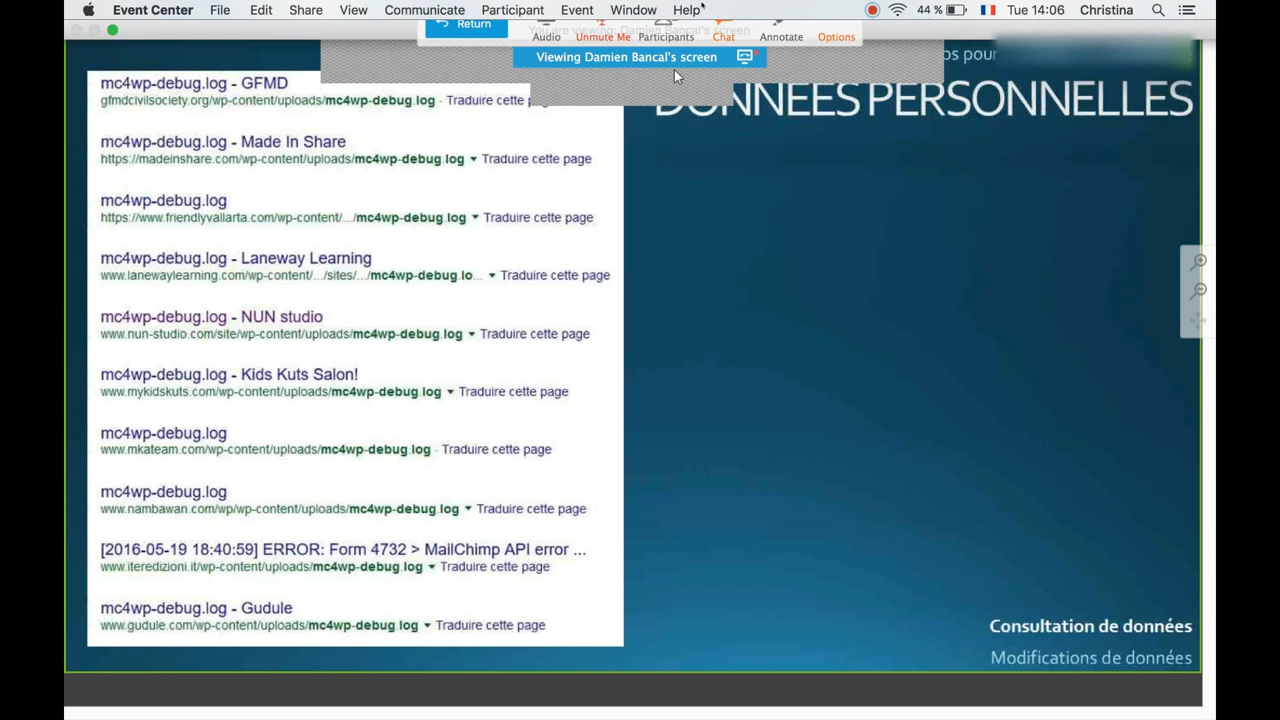 Event Center File Edit Share View Communicate Participant Event Window Help 44 % Tue 14:06 Christina
Return Audio Unmute Me Participants Chat Annotate Options
You are viewing: Damien Bancal's screen
Viewing Damien Bancal's screen
os pour
DONNEES PERSONNELLES
mc4wp-debug.log - GFMD
gfmdcivilsociety.org/wp-content/uploads/mc4wp-debug.log - Traduire cette
mc4wp-debug.log - Made In Share
https://madeinshare.com/wp-content/uploads/mc4wp-debug.log Traduire cette page
mc4wp-debug.log
https://www.friendlyvallarta.com/wp-content/.../mc4wp-debug.log Traduire cette page
mc4wp-debug.log - Laneway Learning
www.lanewaylearning.com/wp-content/.../sites/.../mc4wp-debug.lo... Traduire cette page
mc4wp-debug.log - NUN studio
www.nun-studio.com/site/wp-content/uploads/mc4wp-debug.log Traduire cette page
mc4wp-debug.log - Kids Kuts Salon!
www.mykidskuts.com/wp-content/uploads/mc4wp-debug.log Traduire cette page
mc4wp-debug.log
www.mkateam.com/wp-content/uploads/mc4wp-debug.log - Traduire cette page
mc4wp-debug.log
www.nambawan.com/wp/wp-content/uploads/mc4wp-debug.log Traduire cette page
[2016-05-19 18:40:59] ERROR: Form 4732 > MailChimp API error ...
www.iteredizioni.it/wp-content/uploads/mc4wp-debug.log Traduire cette page
mc4wp-debug.log - Gudule
www.gudule.com/wp-content/uploads/mc4wp-debug.log Traduire cette page
Consultation de données
Modifications de données